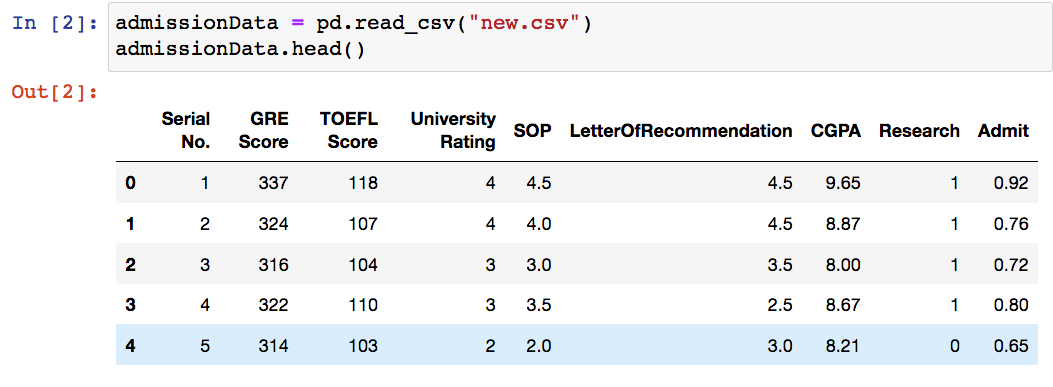 In [2]: admissionData = pd.read_csv("new.csv")
admissionData.head()
Out[2]:
Serial No. GRE Score TOEFL Score University Rating SOP LetterOfRecommendation CGPA Research Admit
0 1 337 118 4 4.5 4.5 9.65 1 0.92
1 2 324 107 4 4.0 4.5 8.87 1 0.76
2 3 316 104 3 3.0 3.5 8.00 1 0.72
3 4 322 110 3 3.5 2.5 8.67 1 0.80
4 5 314 103 2 2.0 3.0 8.21 0 0.65